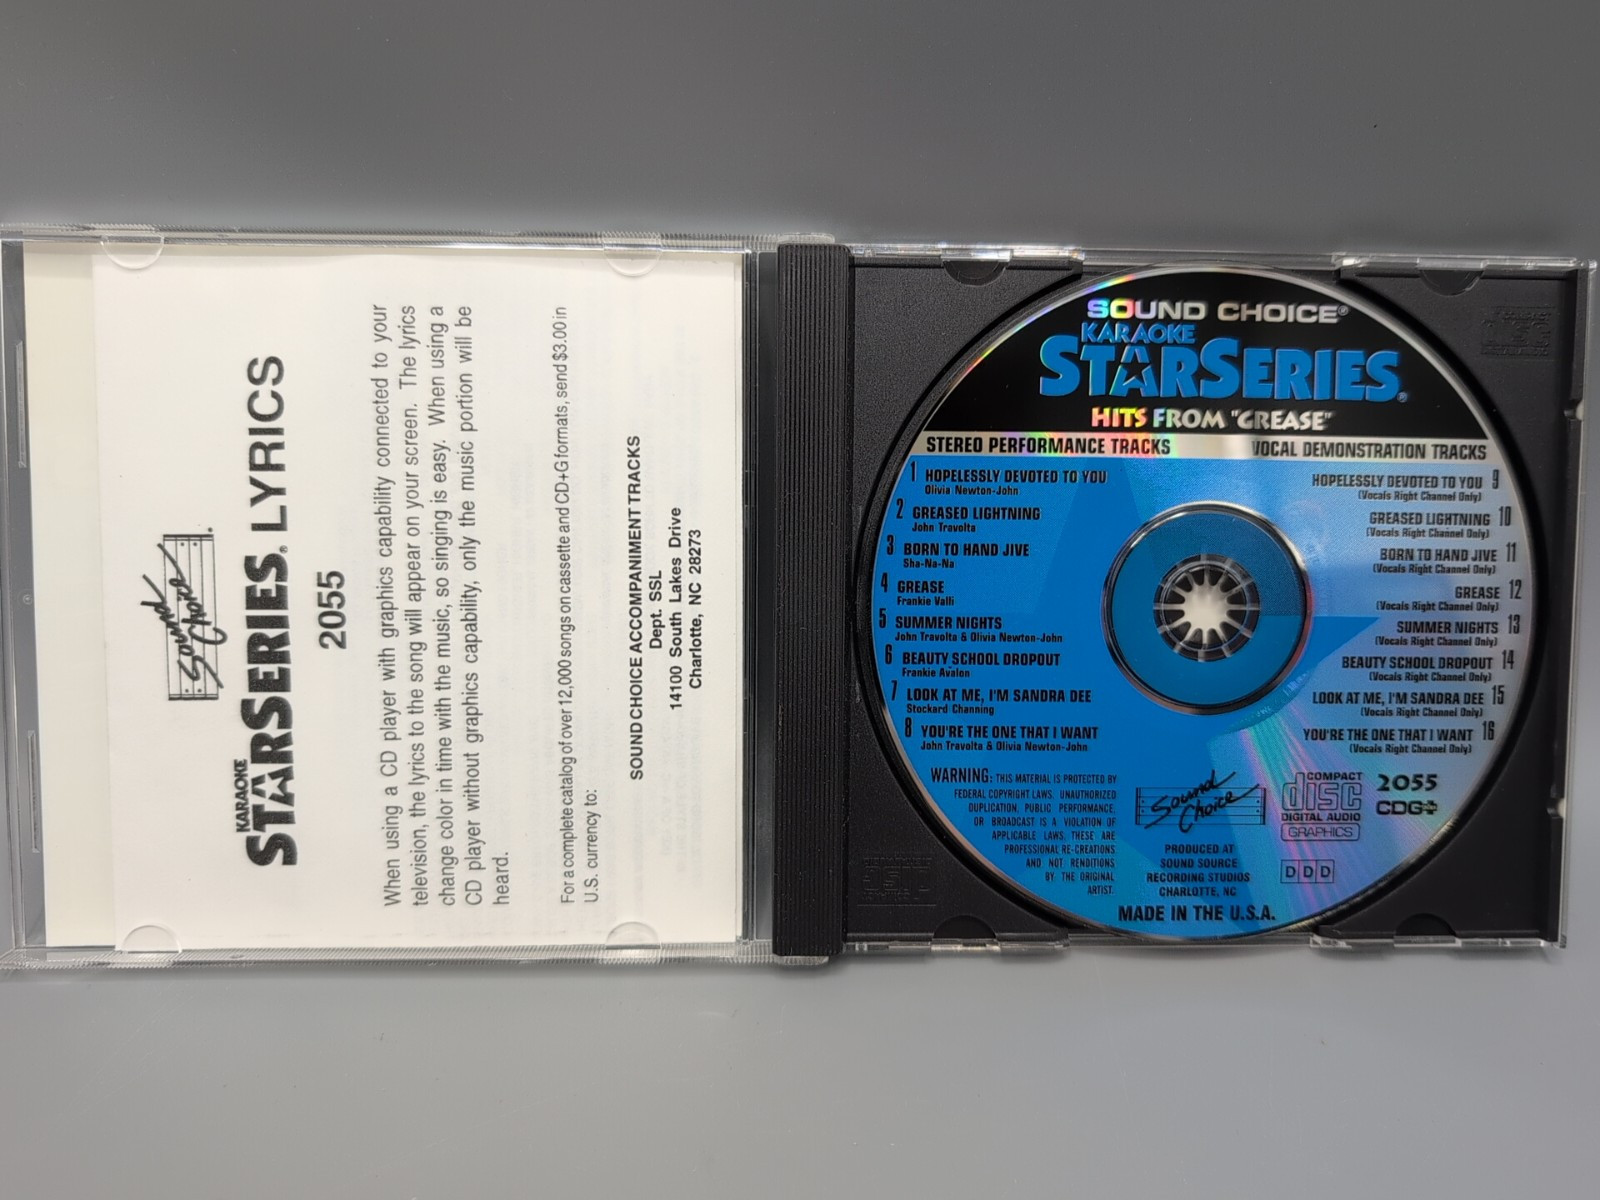 Sound
Choice
KARAOKE
STARSERIES® LYRICS
2055
When using a CD player with graphics capability connected to your
television, the lyrics to the song will appear on your screen. The lyrics
change color in time with the music, so singing is easy. When using a
CD player without graphics capability, only the music portion will be
heard.
For a complete catalog of over 12,000 songs on cassette and CD+G formats, send $3.00 in
U.S. currency to:
SOUND CHOICE ACCOMPANIMENT TRACKS
Dept. SSL
14100 South Lakes Drive
Charlotte, NC 28273
SOUND CHOICE®
KARAOKE
STARSERIES®
HITS FROM "GREASE"
STEREO PERFORMANCE TRACKS
1 HOPELESSLY DEVOTED TO YOU
Olivia Newton-John
2 GREASED LIGHTNING
John Travolta
3 BORN TO HAND JIVE
Sha-Na-Na
4 GREASE
Frankie Valli
5 SUMMER NIGHTS
John Travolta & Olivia Newton-John
6 BEAUTY SCHOOL DROPOUT
Frankie Avalon
7 LOOK AT ME, I'M SANDRA DEE
Stockard Channing
8 YOU'RE THE ONE THAT I WANT
John Travolta & Olivia Newton-John
VOCAL DEMONSTRATION TRACKS
HOPELESSLY DEVOTED TO YOU 9
(Vocals Right Channel Only)
GREASED LIGHTNING 10
(Vocals Right Channel Only)
BORN TO HAND JIVE 11
(Vocals Right Channel Only)
GREASE 12
(Vocals Right Channel Only)
SUMMER NIGHTS 13
(Vocals Right Channel Only)
BEAUTY SCHOOL DROPOUT 14
(Vocals Right Channel Only)
LOOK AT ME, I'M SANDRA DEE 15
(Vocals Right Channel Only)
YOU'RE THE ONE THAT I WANT 16
(Vocals Right Channel Only)
WARNING: THIS MATERIAL IS PROTECTED BY
FEDERAL COPYRIGHT LAWS. UNAUTHORIZED
DUPLICATION, PUBLIC PERFORMANCE,
OR BROADCAST IS A VIOLATION OF
APPLICABLE LAWS. THESE ARE
PROFESSIONAL RE-CREATIONS
AND NOT RENDITIONS
BY THE ORIGINAL
ARTIST.
Sound
Choice
PRODUCED AT
SOUND SOURCE
RECORDING STUDIOS
CHARLOTTE, NC
COMPACT
disc
DIGITAL AUDIO
GRAPHICS
DDD
2055
CDG
MADE IN THE U.S.A.